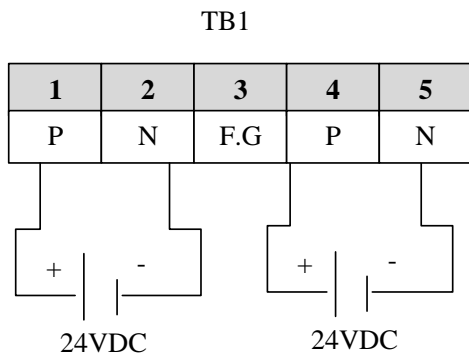 TB1
1 2 3 4 5
P N F.G P N
+ - + -
24VDC 24VDC